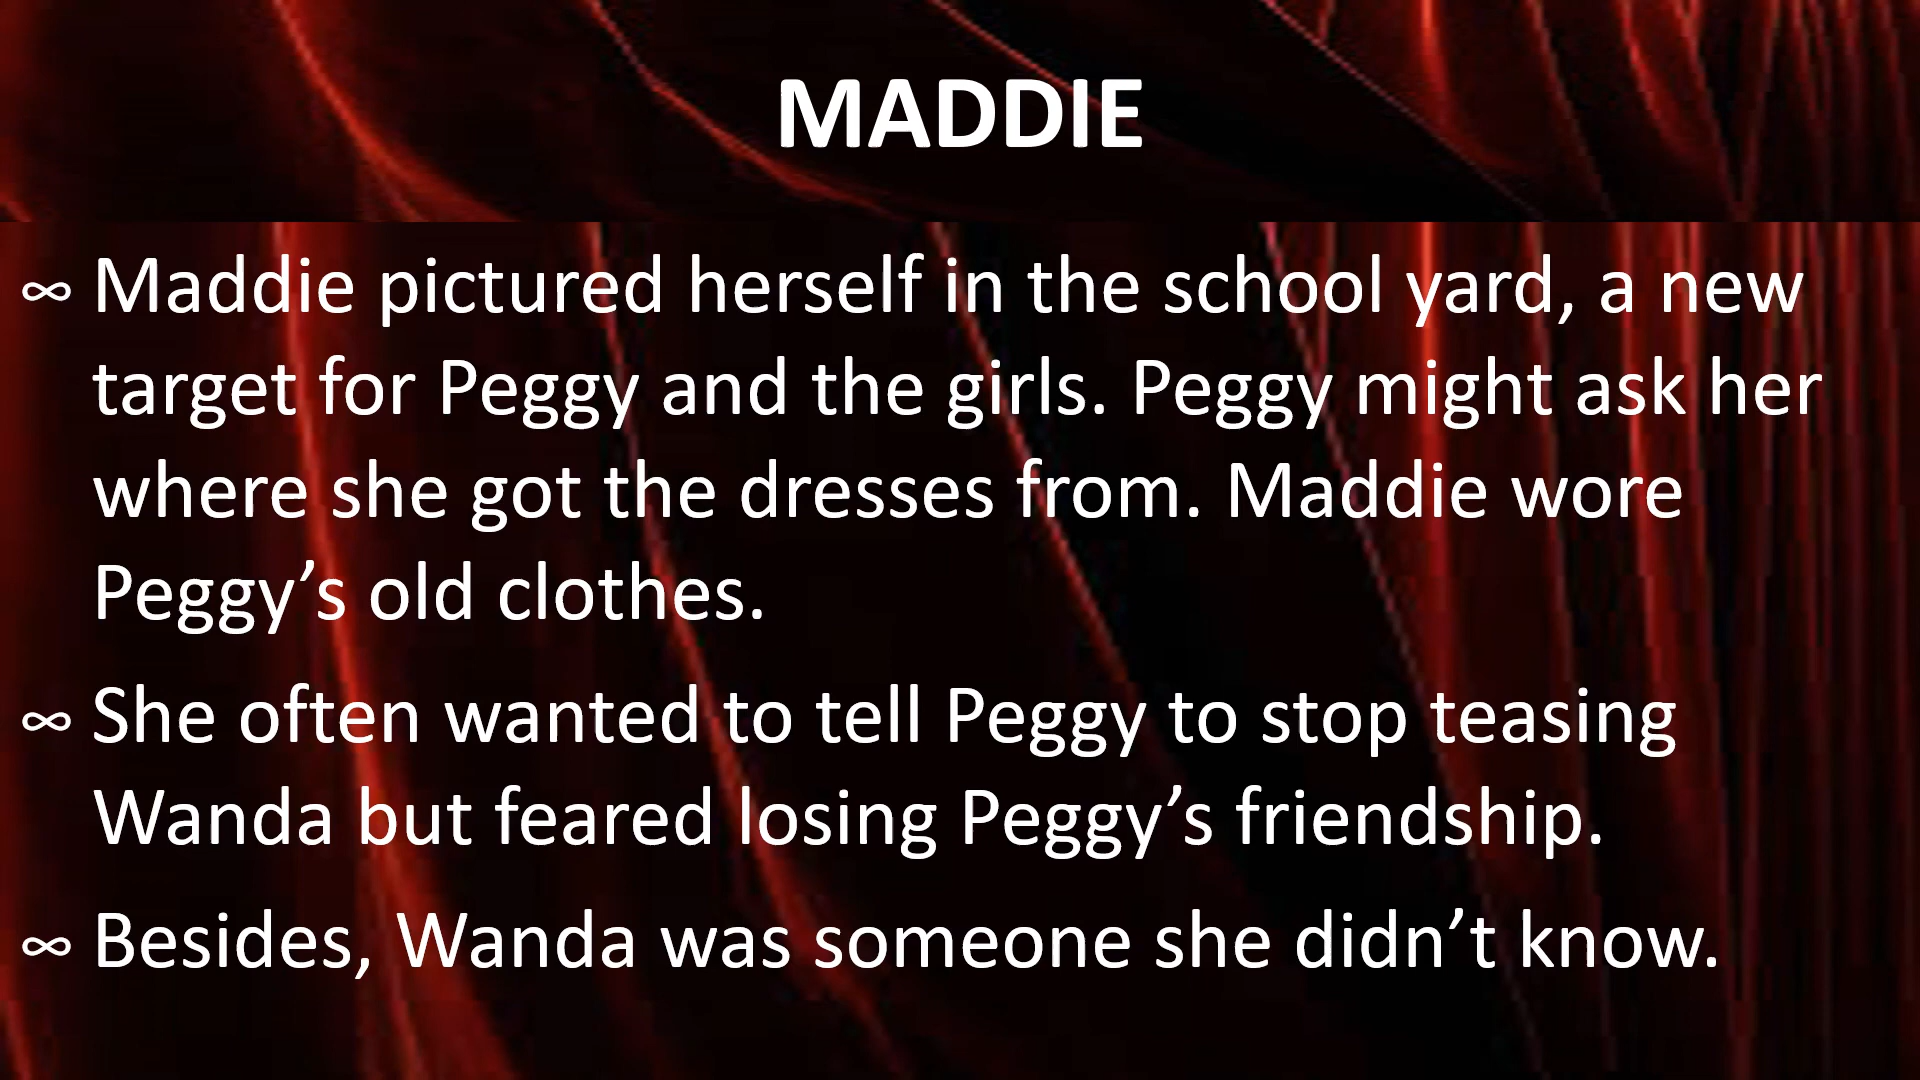 MADDIE
∞ Maddie pictured herself in the school yard, a new
target for Peggy and the girls. Peggy might ask her
where she got the dresses from. Maddie wore
Peggy’s old clothes.
∞ She often wanted to tell Peggy to stop teasing
Wanda but feared losing Peggy’s friendship.
∞ Besides, Wanda was someone she didn’t know.